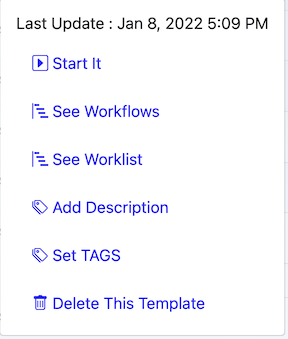 Last Update : Jan 8, 2022 5:09 PM
Start It
See Workflows
See Worklist
Add Description
Set TAGS
Delete This Template